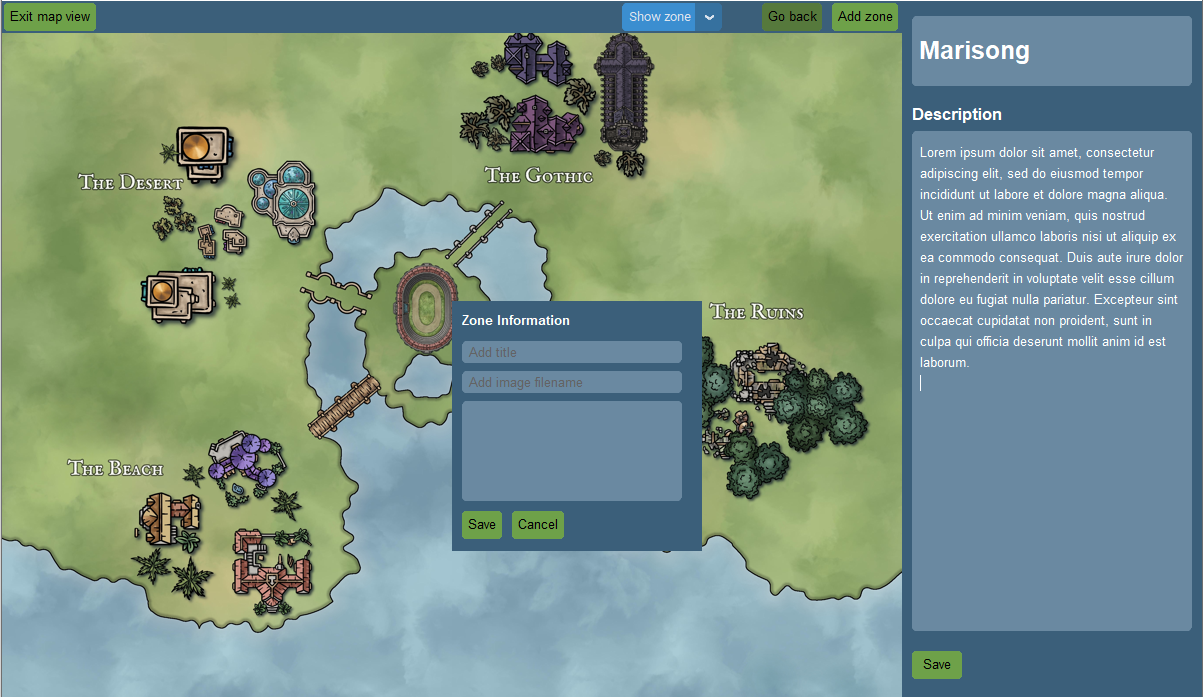 Exit map view
Show zone
Go back
Add zone
Marisong
Description
Lorem ipsum dolor sit amet, consectetur
adipiscing elit, sed do eiusmod tempor
incididunt ut labore et dolore magna aliqua.
Ut enim ad minim veniam, quis nostrud
exercitation ullamco laboris nisi ut aliquip ex
ea commodo consequat. Duis aute irure dolor
in reprehenderit in voluptate velit esse cillum
dolore eu fugiat nulla pariatur. Excepteur sint
occaecat cupidatat non proident, sunt in
culpa qui officia deserunt mollit anim id est
laborum.
Save
The Desert
The Gothic
The Ruins
The Beach
Zone Information
Add title
Add image filename
Save
Cancel